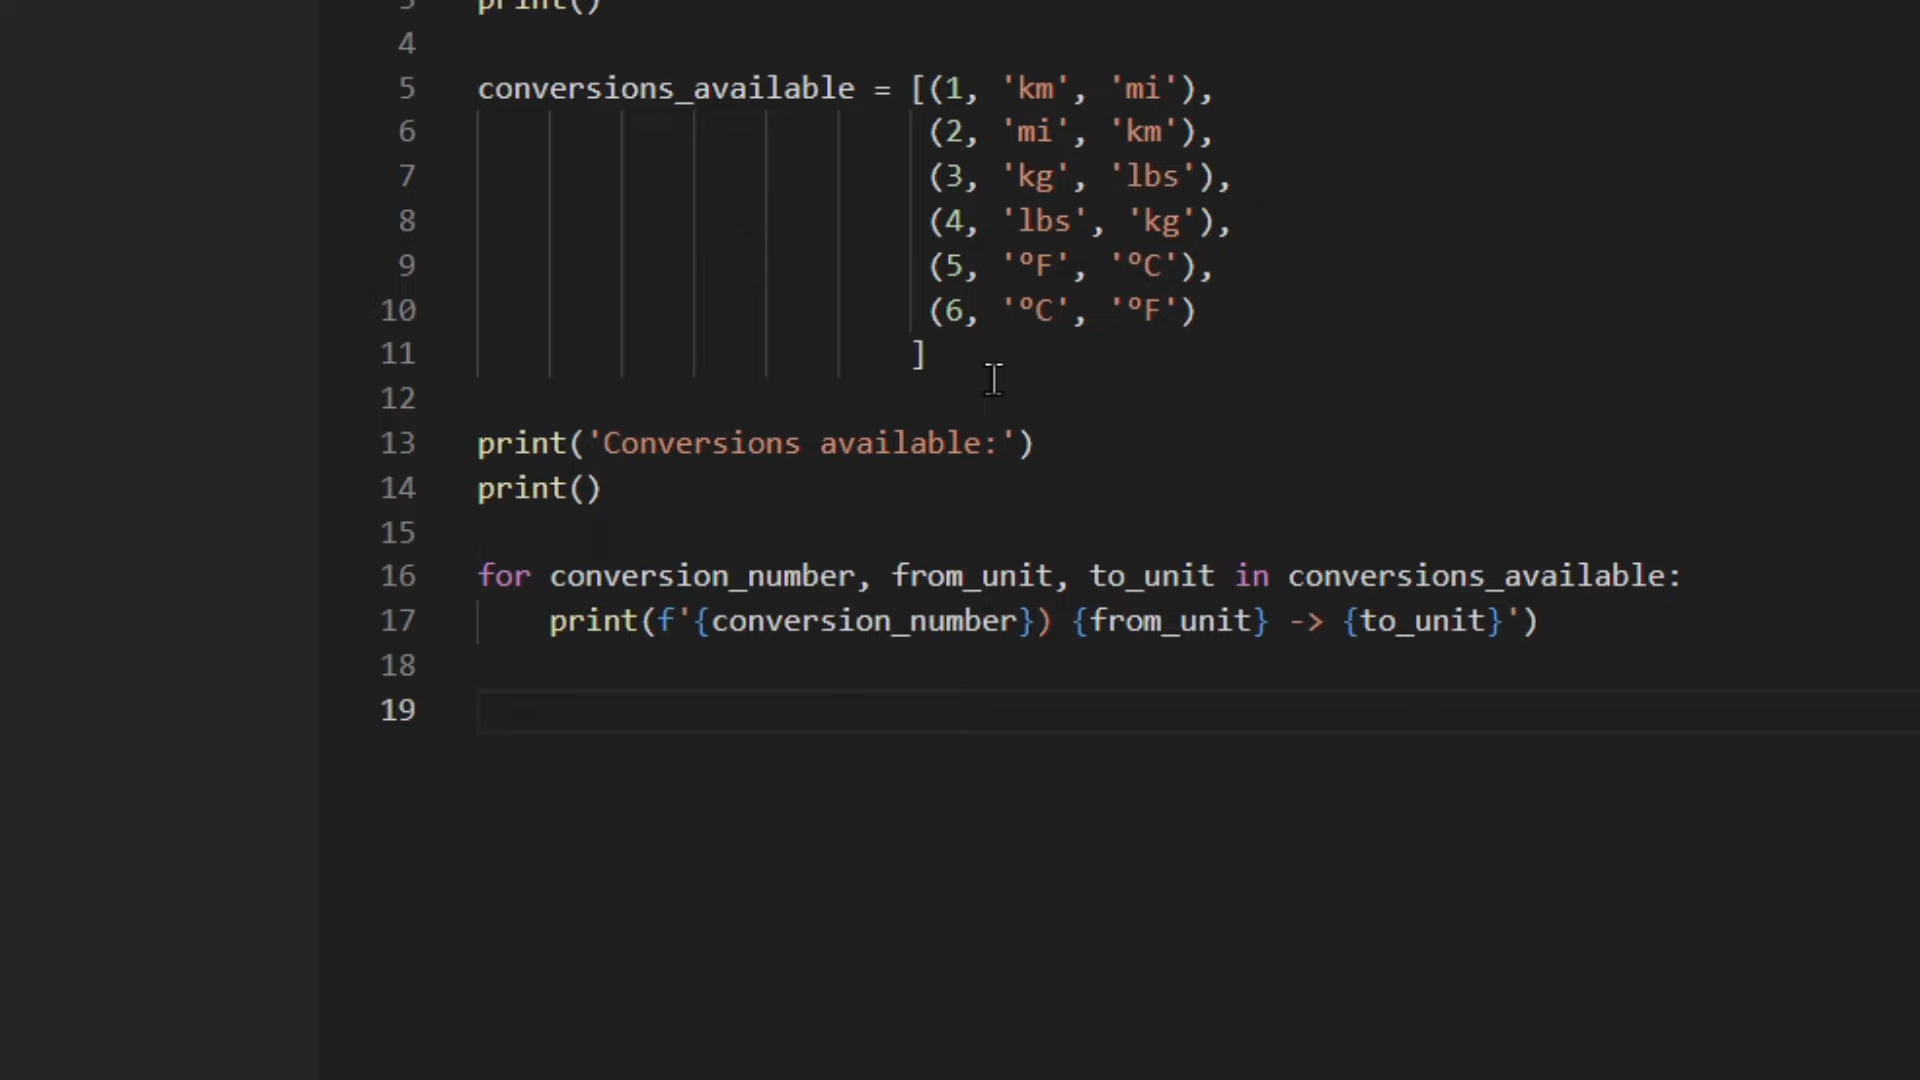 3 print()
4
5 conversions_available = [(1, 'km', 'mi'),
6 (2, 'mi', 'km'),
7 (3, 'kg', 'lbs'),
8 (4, 'lbs', 'kg'),
9 (5, 'ºF', 'ºC'),
10 (6, 'ºC', 'ºF')
11 ]
12
13 print('Conversions available:')
14 print()
15
16 for conversion_number, from_unit, to_unit in conversions_available:
17 print(f'{conversion_number}) {from_unit} -> {to_unit}')
18
19